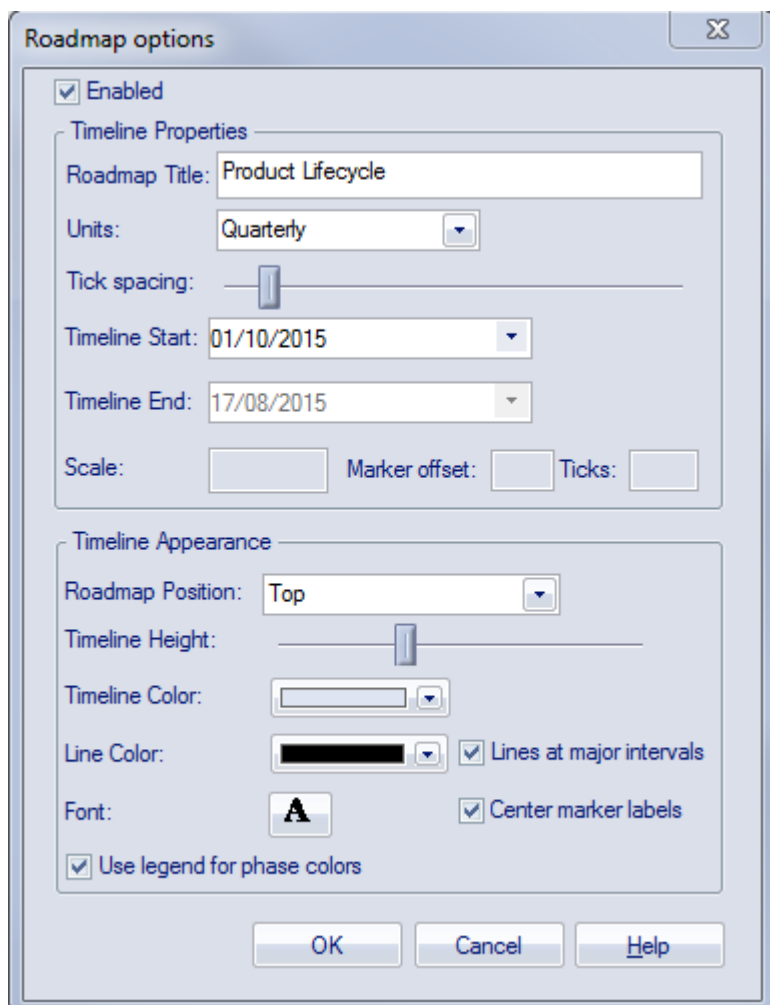 Roadmap options
Enabled
Timeline Properties
Roadmap Title: Product Lifecycle
Units: Quarterly
Tick spacing:
Timeline Start: 01/10/2015
Timeline End: 17/08/2015
Scale: Marker offset: Ticks:
Timeline Appearance
Roadmap Position: Top
Timeline Height:
Timeline Color:
Line Color: Lines at major intervals
Font: A Center marker labels
Use legend for phase colors
OK Cancel Help